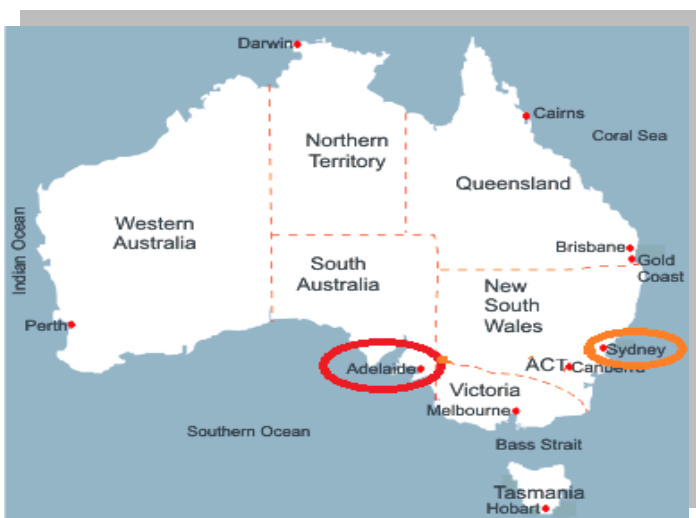 Darwin
Cairns
Coral Sea
Northern
Territory
Queensland
Western
Australia
Indian Ocean
Brisbane
Gold
Coast
South
Australia
New
South
Wales
Perth
Sydney
Adelaide
ACT
Canberra
Victoria
Melbourne
Southern Ocean
Bass Strait
Tasmania
Hobart